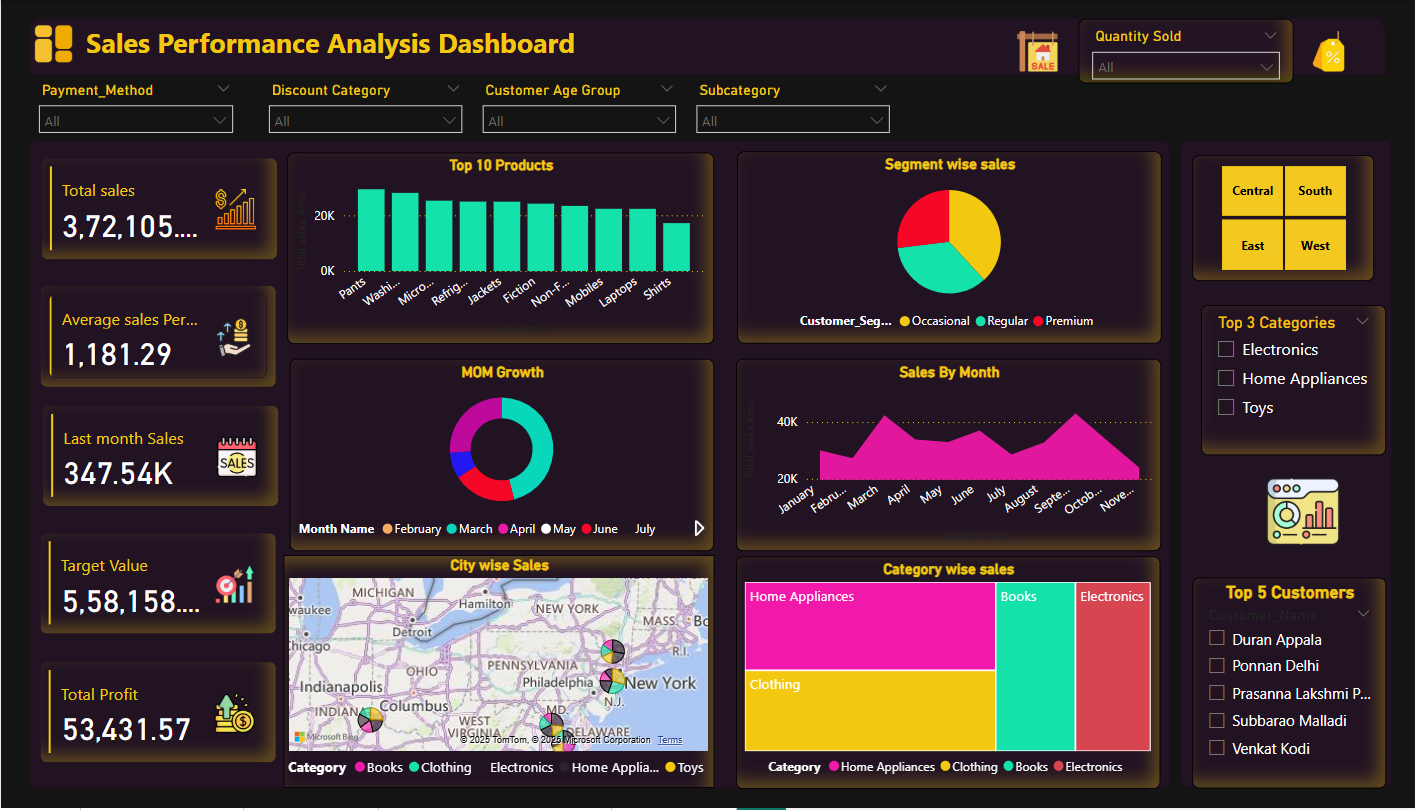 Sales Performance Analysis Dashboard
SALE
Quantity Sold
All
%
Payment_Method
All
Discount Category
All
Customer Age Group
All
Subcategory
All
Total sales
3,72,105....
Average sales Per...
1,181.29
Last month Sales
347.54K
SALES
Target Value
5,58,158....
Total Profit
53,431.57
Top 10 Products
20K
0K
Pants
Washi...
Micro...
Refrig...
Jackets
Fiction
Non-F...
Mobiles
Laptops
Shirts
Segment wise sales
Customer_Seg... Occasional Regular Premium
MOM Growth
Month Name February March April May June July
Sales By Month
40K
20K
January
Febru...
March
April
May
June
July
August
Septe...
Octob...
Nove...
City wise Sales
MICHIGAN
Hamilton
NEW YORK
waukee
MASS.
Bo
Detroit
Chicago
R.I.
OHIO
PENNSYLVANIA
Indianapolis
Philadelphia
New York
Columbus
N.J.
INDIANA
MD.
WEST
VIRGINIA
DELAWARE
Microsoft Bing
© 2025 TomTom, © 2025 Microsoft Corporation Terms
Category Books Clothing Electronics Home Applia... Toys
Category wise sales
Home Appliances
Books
Electronics
Clothing
Category Home Appliances Clothing Books Electronics
Central
South
East
West
Top 3 Categories
Electronics
Home Appliances
Toys
Top 5 Customers
Customer_Name
Duran Appala
Ponnan Delhi
Prasanna Lakshmi P...
Subbarao Malladi
Venkat Kodi